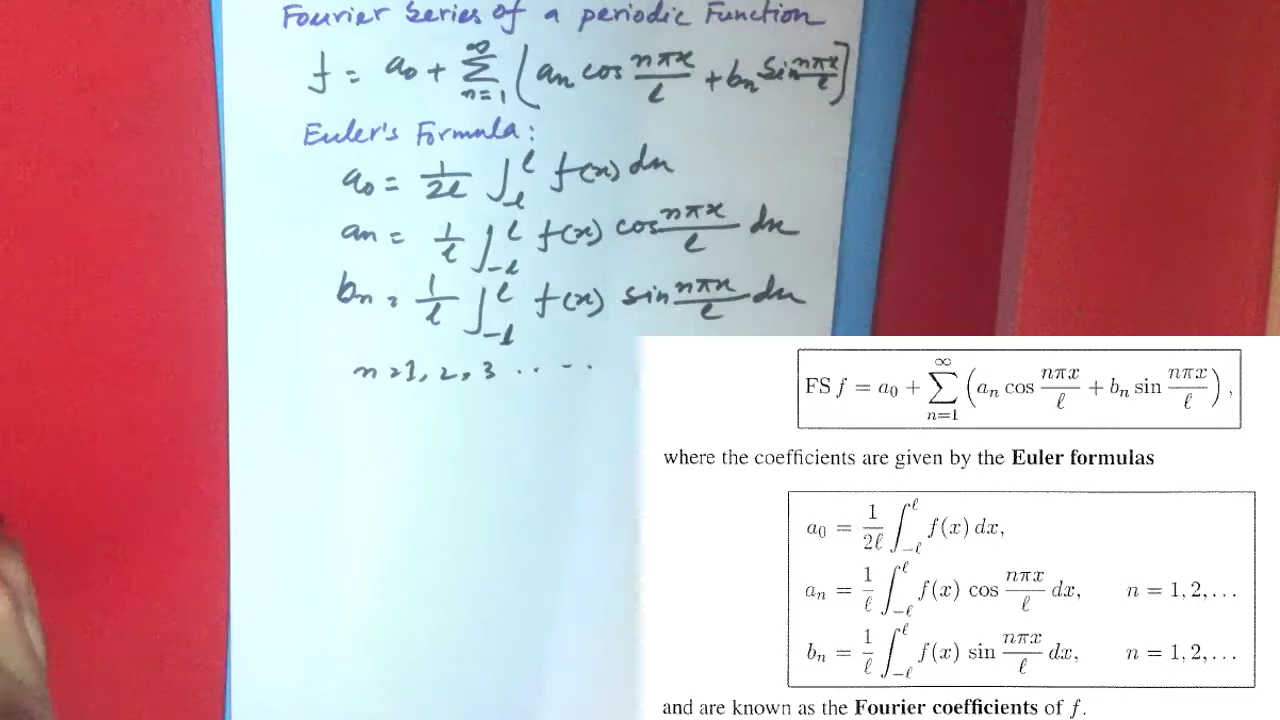 Fourier Series of a periodic Function
f = a₀ + ∑_{n=1}^{∞} (aₙ cos nπx/l + bₙ sin nπx/l]
Euler's Formula:
a₀ = 1/2l ∫_{l}^{l} f(x) dx
aₙ = 1/l ∫_{-l}^{l} f(x) cos nπx/l dx
bₙ = 1/l ∫_{-l}^{l} f(x) sin nπx/l dx
n = 1, 2, 3 .....
FS f = a₀ + ∑_{n=1}^{∞} (aₙ cos nπx/ℓ + bₙ sin nπx/ℓ),
where the coefficients are given by the Euler formulas
a₀ = 1/2ℓ ∫_{-ℓ}^{ℓ} f(x) dx,
aₙ = 1/ℓ ∫_{-ℓ}^{ℓ} f(x) cos nπx/ℓ dx, n = 1, 2, ...
bₙ = 1/ℓ ∫_{-ℓ}^{ℓ} f(x) sin nπx/ℓ dx, n = 1, 2, ...
and are known as the Fourier coefficients of f.